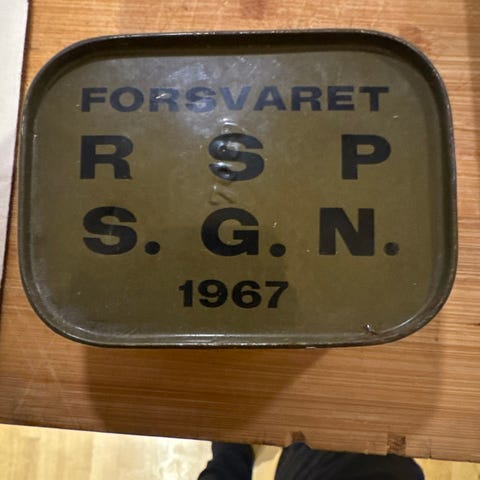 FORSVARET
R S P
S. G. N.
1967